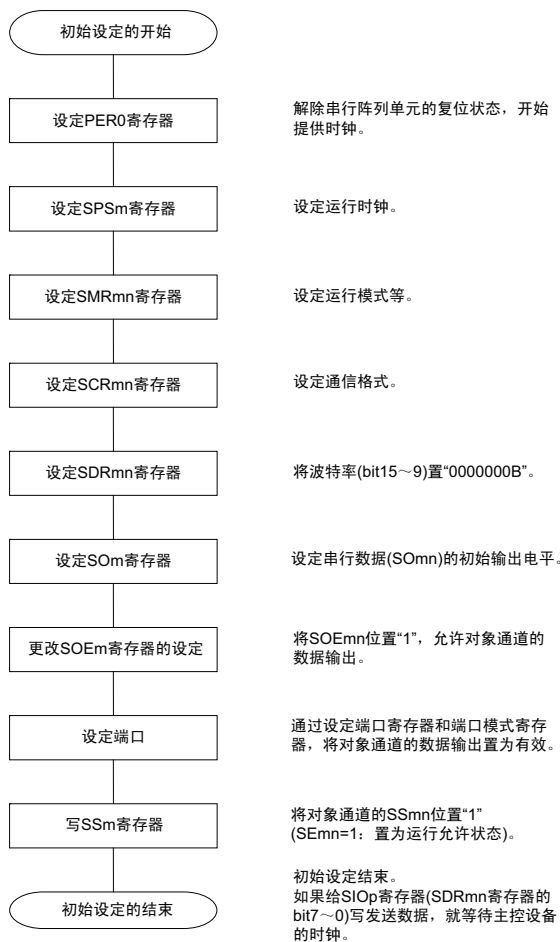 初始设定的开始
设定PER0寄存器
解除串行阵列单元的复位状态，开始
提供时钟。
设定SPSm寄存器
设定运行时钟。
设定SMRmn寄存器
设定运行模式等。
设定SCRmn寄存器
设定通信格式。
设定SDRmn寄存器
将波特率(bit15～9)置“0000000B”。
设定SOm寄存器
设定串行数据(SOmn)的初始输出电平。
更改SOEm寄存器的设定
将SOEmn位置“1”，允许对象通道的
数据输出。
设定端口
通过设定端口寄存器和端口模式寄存
器，将对象通道的数据输出置为有效。
写SSm寄存器
将对象通道的SSmn位置“1”
(SEmn=1：置为运行允许状态)。
初始设定的结束
初始设定结束。
如果给SIOp寄存器(SDRmn寄存器的
bit7～0)写发送数据，就等待主控设备
的时钟。